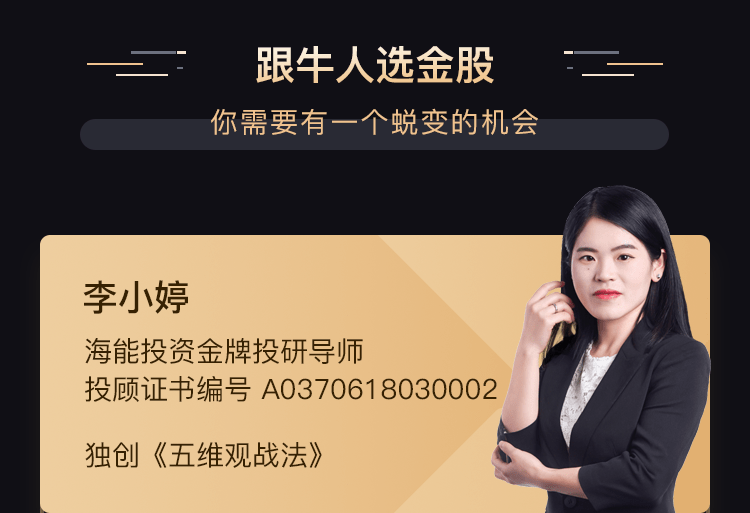 跟牛人选金股
你需要有一个蜕变的机会
李小婷
海能投资金牌投研导师
投顾证书编号 A0370618030002
独创《五维观战法》